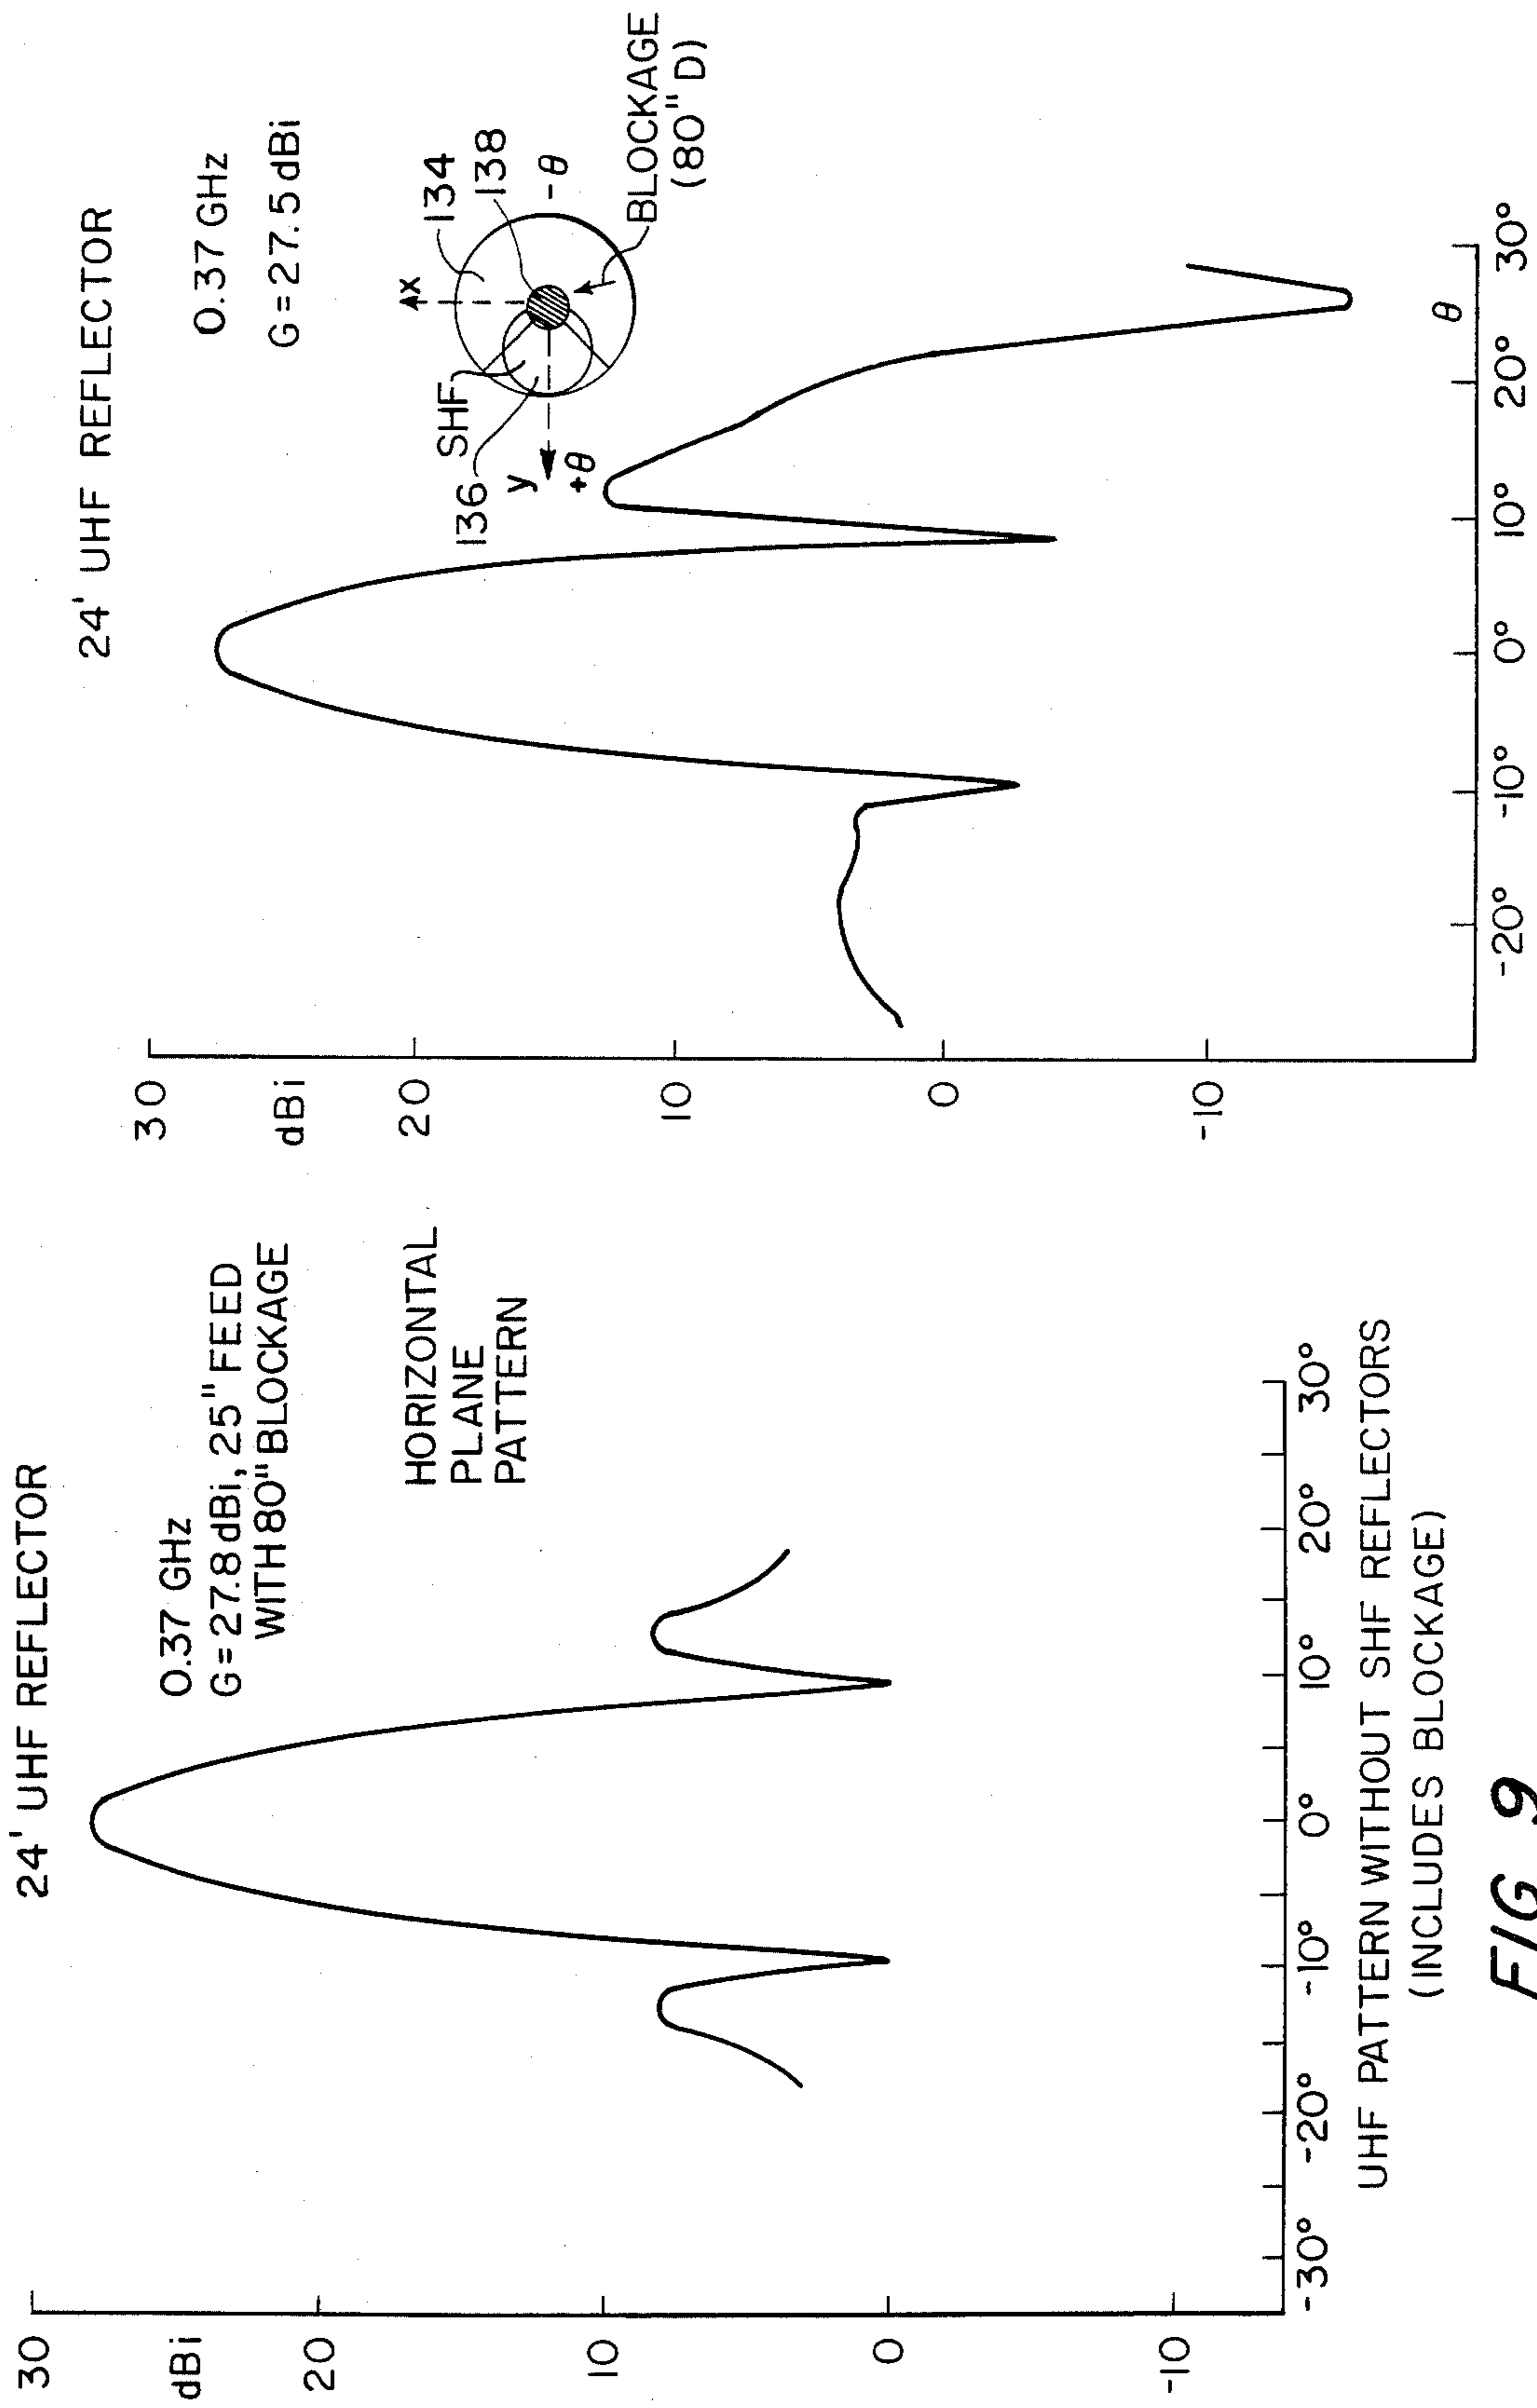 24' UHF REFLECTOR
30
dBi
20
10
0
-10
0.37 GHz
G=27.8 dBi, 25" FEED
WITH 80" BLOCKAGE
HORIZONTAL
PLANE
PATTERN
-30° -20° -10° 0° 10° 20° 30°
UHF PATTERN WITHOUT SHF REFLECTORS
(INCLUDES BLOCKAGE)
FIG 9
24' UHF REFLECTOR
30
dBi
20
10
0
-10
0.37 GHz
G=27.5 dBi
x
134
138
SHF
136
y
+θ
-θ
BLOCKAGE
(80" D)
θ
-20° -10° 0° 10° 20° 30°